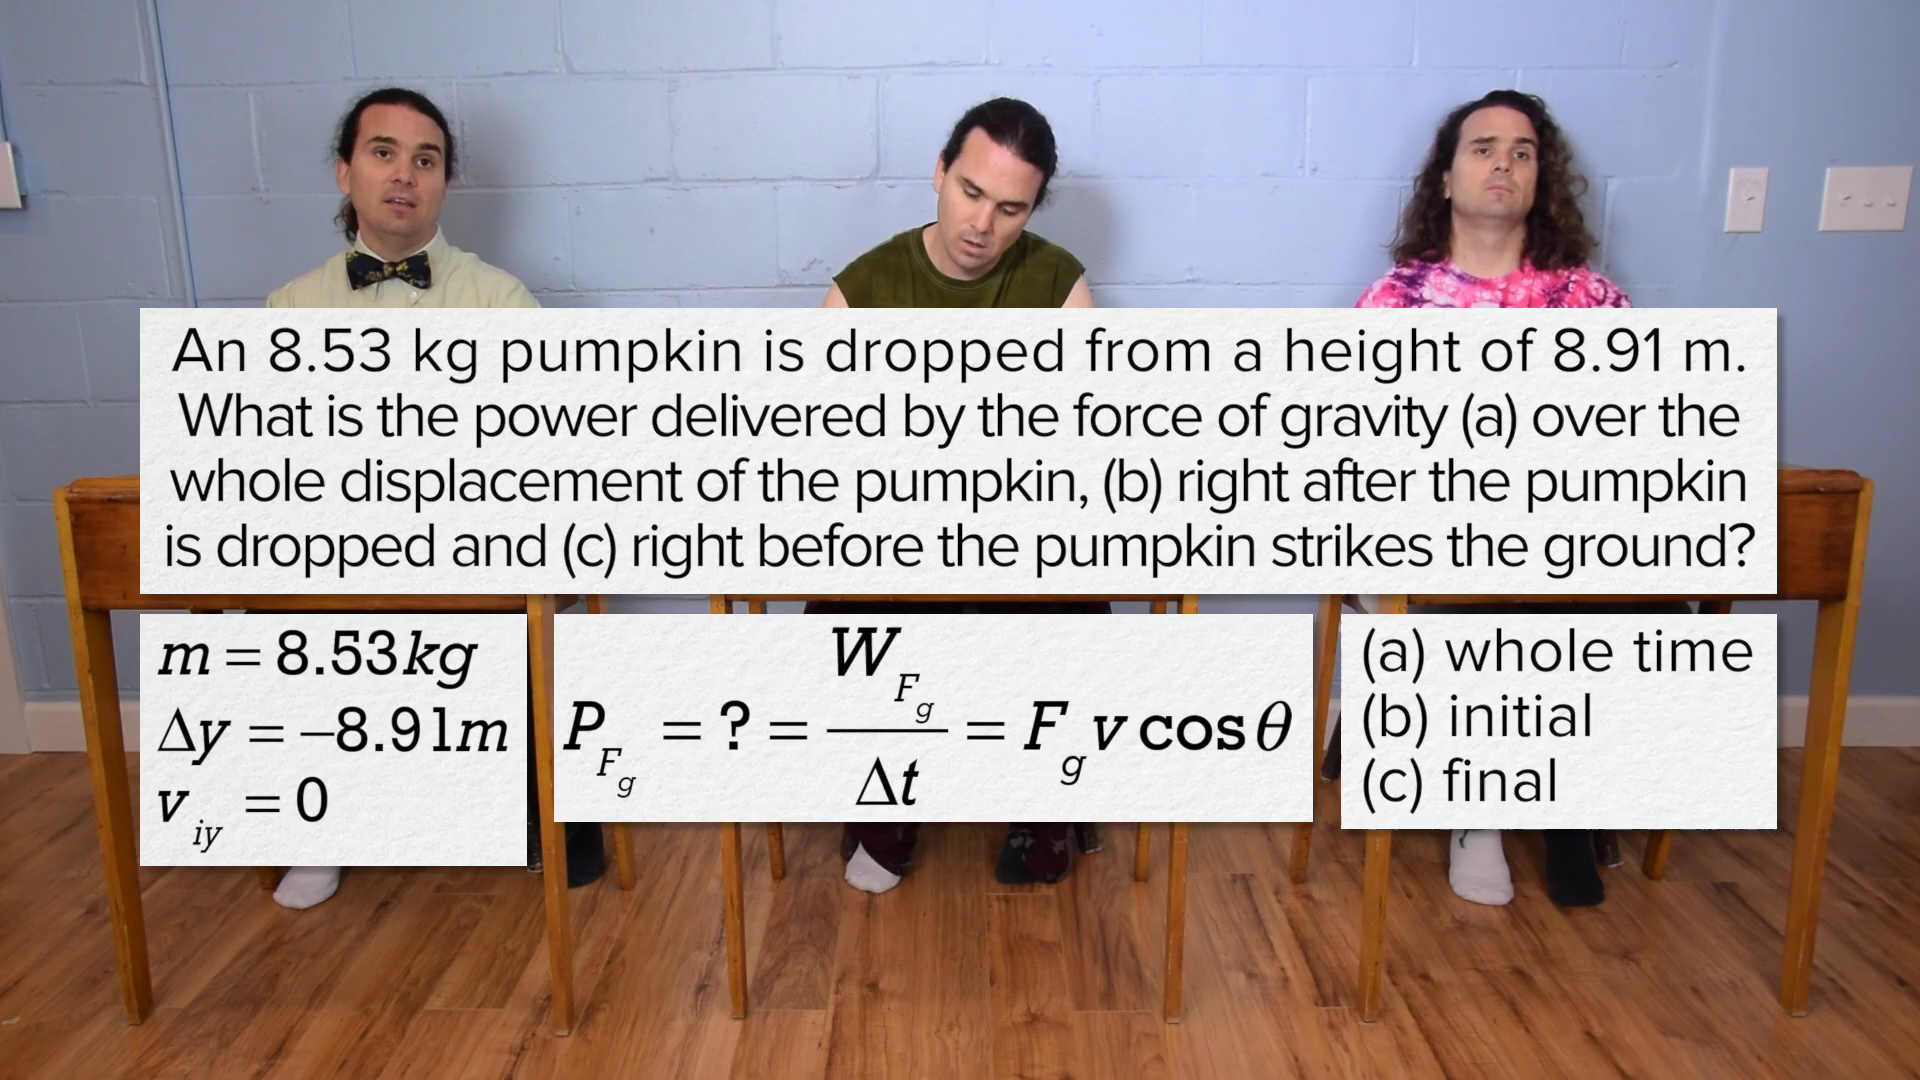 An 8.53 kg pumpkin is dropped from a height of 8.91 m.
What is the power delivered by the force of gravity (a) over the
whole displacement of the pumpkin, (b) right after the pumpkin
is dropped and (c) right before the pumpkin strikes the ground?
m = 8.53kg
Δy = −8.91m
v_iy = 0
P_F_g = ? = W_F_g / Δt = F_g v cos θ
(a) whole time
(b) initial
(c) final